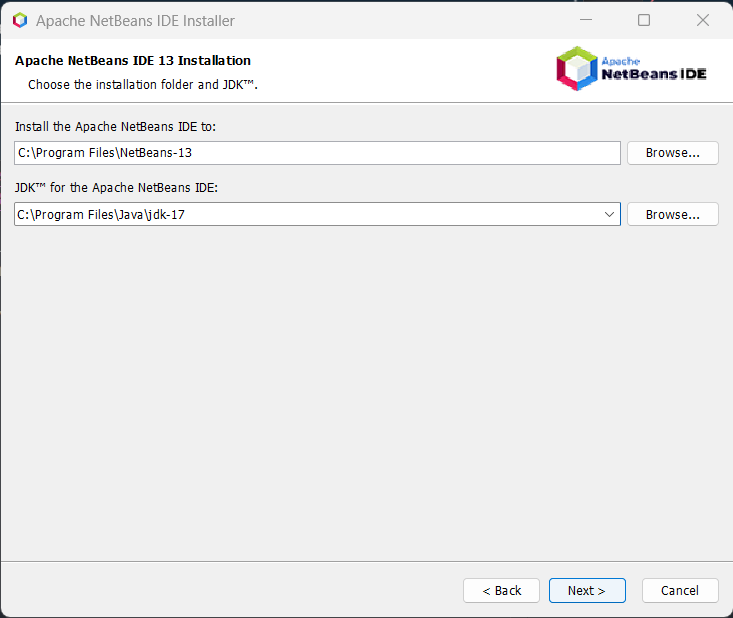 Apache NetBeans IDE Installer
Apache NetBeans IDE 13 Installation
Choose the installation folder and JDK™.
Apache
NetBeans IDE
Install the Apache NetBeans IDE to:
C:\Program Files\NetBeans-13
Browse...
JDK™ for the Apache NetBeans IDE:
C:\Program Files\Java\jdk-17
Browse...
< Back
Next >
Cancel